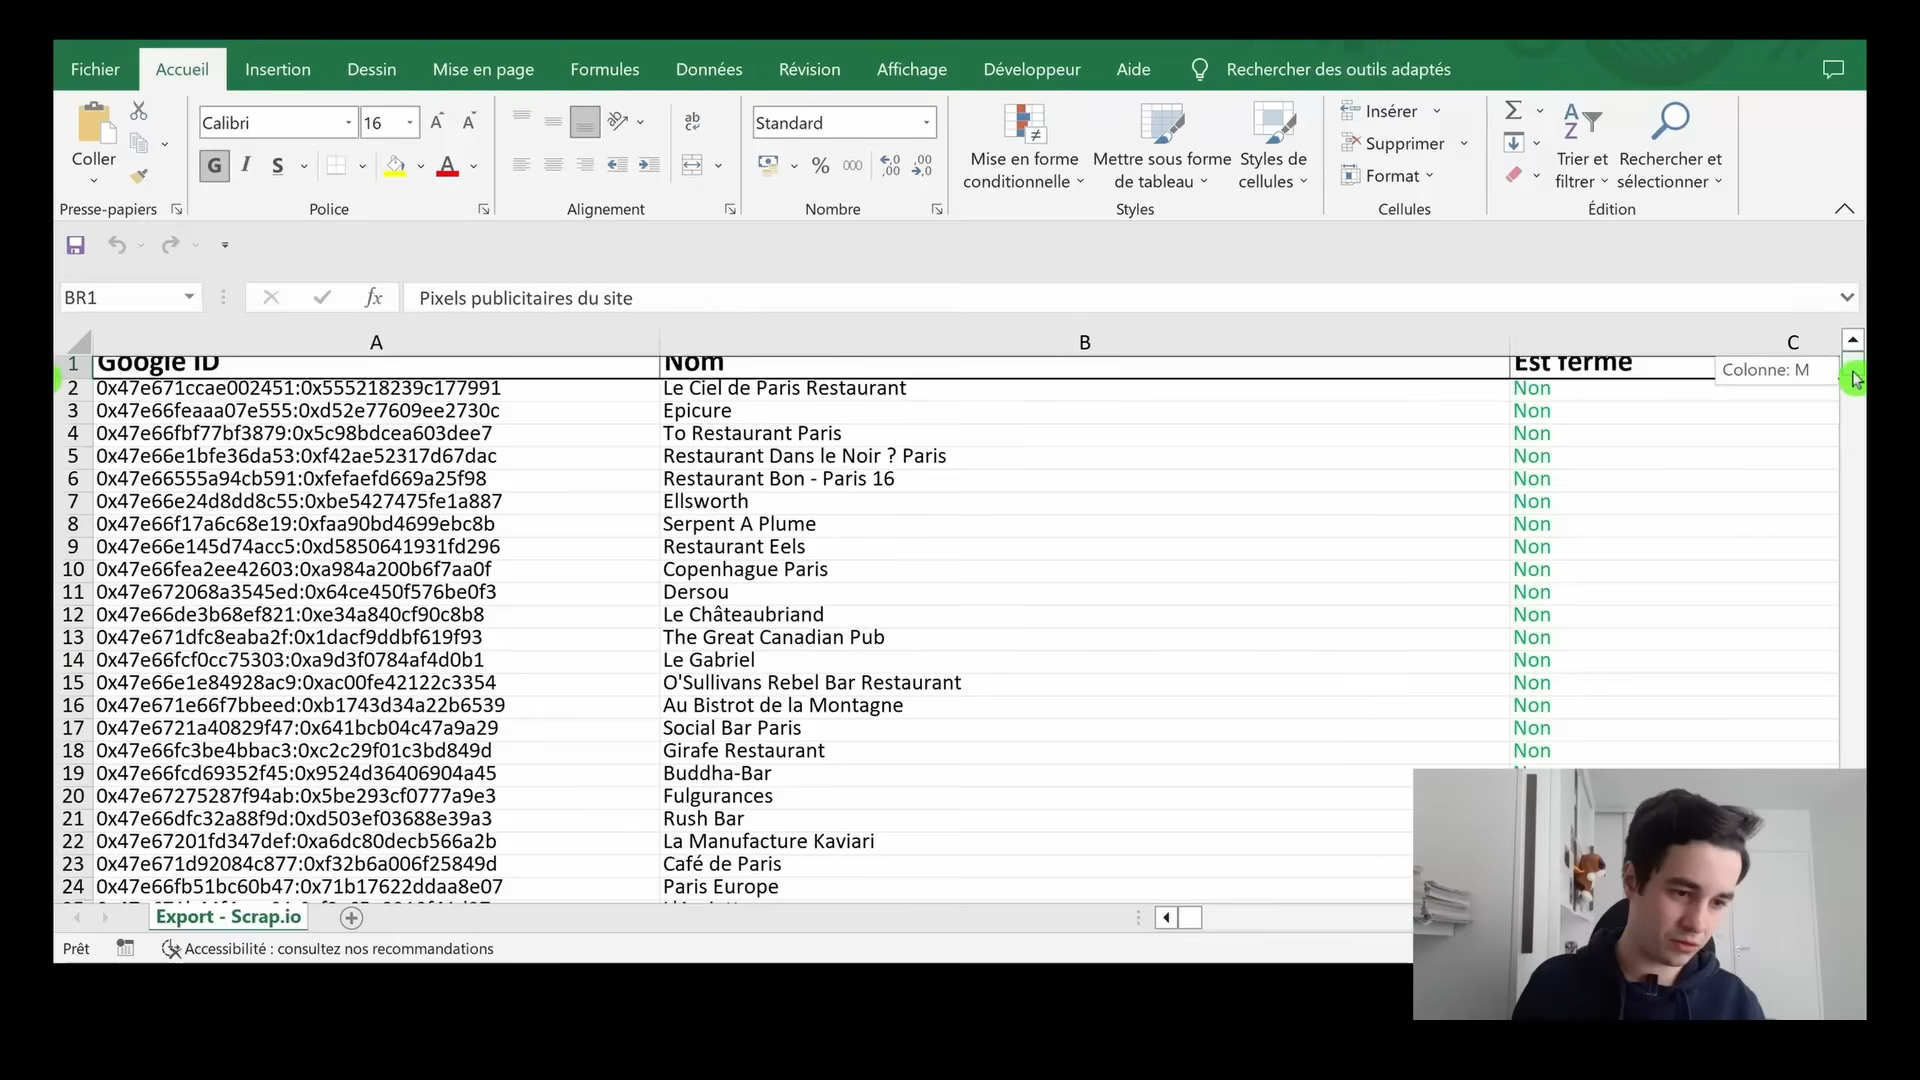 Fichier Accueil Insertion Dessin Mise en page Formules Données Révision Affichage Développeur Aide Rechercher des outils adaptés
Coller
Presse-papiers
Calibri 16
G I S
Police
ab
Alignement
Standard
% 000
Nombre
Mise en forme conditionnelle
Mettre sous forme de tableau
Styles de cellules
Styles
Insérer
Supprimer
Format
Cellules
Trier et filtrer
Rechercher et sélectionner
Édition
BR1 fx Pixels publicitaires du site
A B C
1 Google ID Nom Est fermé
Colonne: M
2 0x47e671ccae002451:0x555218239c177991 Le Ciel de Paris Restaurant Non
3 0x47e66feaaa07e555:0xd52e77609ee2730c Epicure Non
4 0x47e66fbf77bf3879:0x5c98bdcea603dee7 To Restaurant Paris Non
5 0x47e66e1bfe36da53:0xf42ae52317d67dac Restaurant Dans le Noir ? Paris Non
6 0x47e66555a94cb591:0xfefaefd669a25f98 Restaurant Bon - Paris 16 Non
7 0x47e66e24d8dd8c55:0xbe5427475fe1a887 Ellsworth Non
8 0x47e66f17a6c68e19:0xfaa90bd4699ebc8b Serpent A Plume Non
9 0x47e66e145d74acc5:0xd5850641931fd296 Restaurant Eels Non
10 0x47e66fea2ee42603:0xa984a200b6f7aa0f Copenhague Paris Non
11 0x47e672068a3545ed:0x64ce450f576be0f3 Dersou Non
12 0x47e66de3b68ef821:0xe34a840cf90c8b8 Le Châteaubriand Non
13 0x47e671dfc8eaba2f:0x1dacf9ddbf619f93 The Great Canadian Pub Non
14 0x47e66fcf0cc75303:0xa9d3f0784af4d0b1 Le Gabriel Non
15 0x47e66e1e84928ac9:0xac00fe42122c3354 O'Sullivans Rebel Bar Restaurant Non
16 0x47e671e66f7bbeed:0xb1743d34a22b6539 Au Bistrot de la Montagne Non
17 0x47e6721a40829f47:0x641bcb04c47a9a29 Social Bar Paris Non
18 0x47e66fc3be4bbac3:0xc2c29f01c3bd849d Girafe Restaurant Non
19 0x47e66fcd69352f45:0x9524d36406904a45 Buddha-Bar
20 0x47e67275287f94ab:0x5be293cf0777a9e3 Fulgurances
21 0x47e66dfc32a88f9d:0xd503ef03688e39a3 Rush Bar
22 0x47e67201fd347def:0xa6dc80decb566a2b La Manufacture Kaviari
23 0x47e671d92084c877:0xf32b6a006f25849d Café de Paris
24 0x47e66fb51bc60b47:0x71b17622ddaa8e07 Paris Europe
Export - Scrap.io
Prêt Accessibilité : consultez nos recommandations